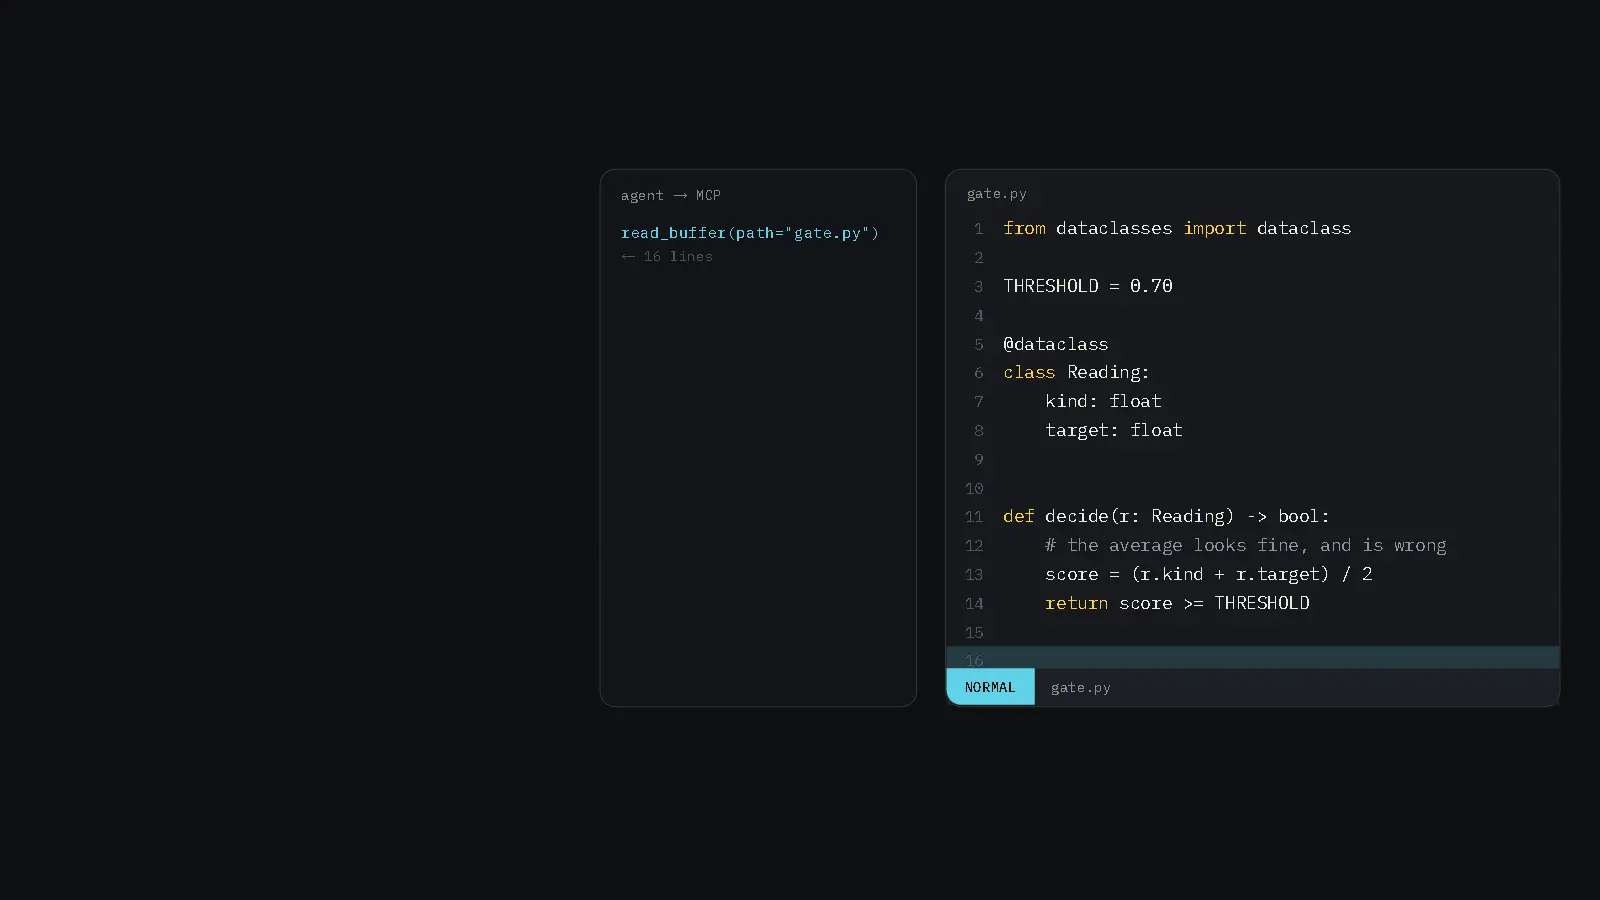 agent → MCP
read_buffer(path="gate.py")
← 16 lines
gate.py
1 from dataclasses import dataclass
2
3 THRESHOLD = 0.70
4
5 @dataclass
6 class Reading:
7     kind: float
8     target: float
9
10
11 def decide(r: Reading) -> bool:
12     # the average looks fine, and is wrong
13     score = (r.kind + r.target) / 2
14     return score >= THRESHOLD
15
16
NORMAL gate.py